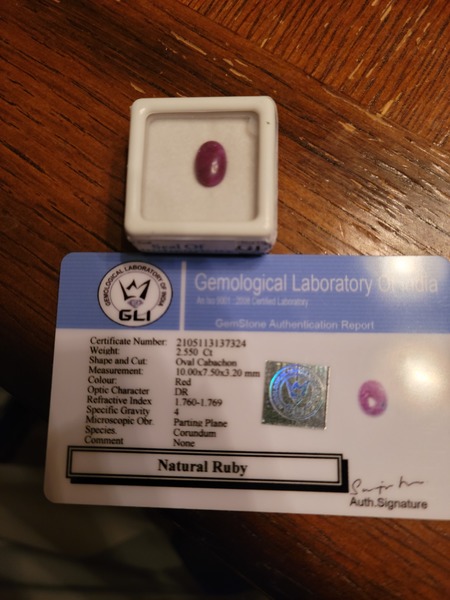 GEMOLOGICAL LABORATORY OF INDIA
GLI
Gemological Laboratory Of India
An Iso 9001 : 2008 Certified Laboratory
GemStone Authentication Report
Certificate Number: 2105113137324
Weight: 2.550 Ct
Shape and Cut: Oval Cabachon
Measurement: 10.00x7.50x3.20 mm
Colour: Red
Optic Character DR
Refractive Index 1.760-1.769
Specific Gravity 4
Microscopic Obr. Parting Plane
Species. Corundum
Comment None
Natural Ruby
Auth.Signature